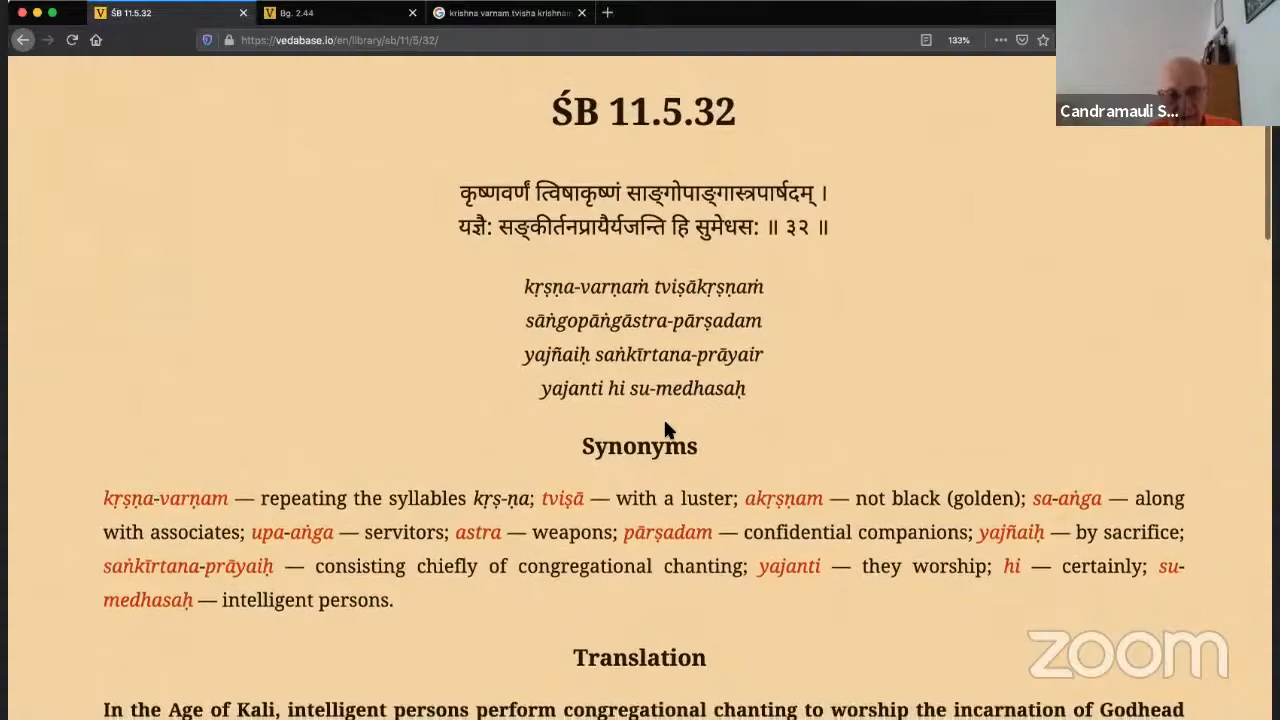 ŚB 11.5.32
Bg. 2.44
krishna varnam tvisha krishnam
https://vedabase.io/en/library/sb/11/5/32/
133%
Candramauli S...
ŚB 11.5.32
कृष्णवर्णं त्विषाकृष्णं साङ्गोपाङ्गास्त्रपार्षदम् ।
यज्ञै: सङ्कीर्तनप्रायैर्यजन्ति हि सुमेधस: ॥ ३२ ॥
kṛṣṇa-varṇaṁ tviṣākṛṣṇaṁ
sāṅgopāṅgāstra-pārṣadam
yajñaiḥ saṅkīrtana-prāyair
yajanti hi su-medhasaḥ
Synonyms
kṛṣṇa-varṇam — repeating the syllables kṛṣ-ṇa; tviṣā — with a luster; akṛṣṇam — not black (golden); sa-aṅga — along
with associates; upa-aṅga — servitors; astra — weapons; pārṣadam — confidential companions; yajñaiḥ — by sacrifice;
saṅkīrtana-prāyaiḥ — consisting chiefly of congregational chanting; yajanti — they worship; hi — certainly; su-
medhasaḥ — intelligent persons.
Translation
In the Age of Kali, intelligent persons perform congregational chanting to worship the incarnation of Godhead
zoom